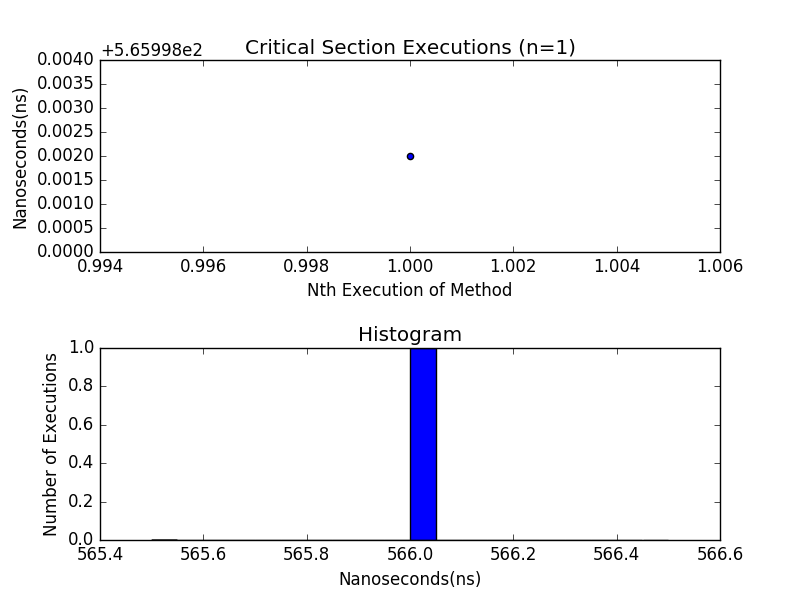 +5.65998e2
Critical Section Executions (n=1)
0.0040
0.0035
0.0030
0.0025
0.0020
0.0015
0.0010
0.0005
0.0000
Nanoseconds(ns)
0.994 0.996 0.998 1.000 1.002 1.004 1.006
Nth Execution of Method
Histogram
1.0
0.8
0.6
0.4
0.2
0.0
Number of Executions
565.4 565.6 565.8 566.0 566.2 566.4 566.6
Nanoseconds(ns)